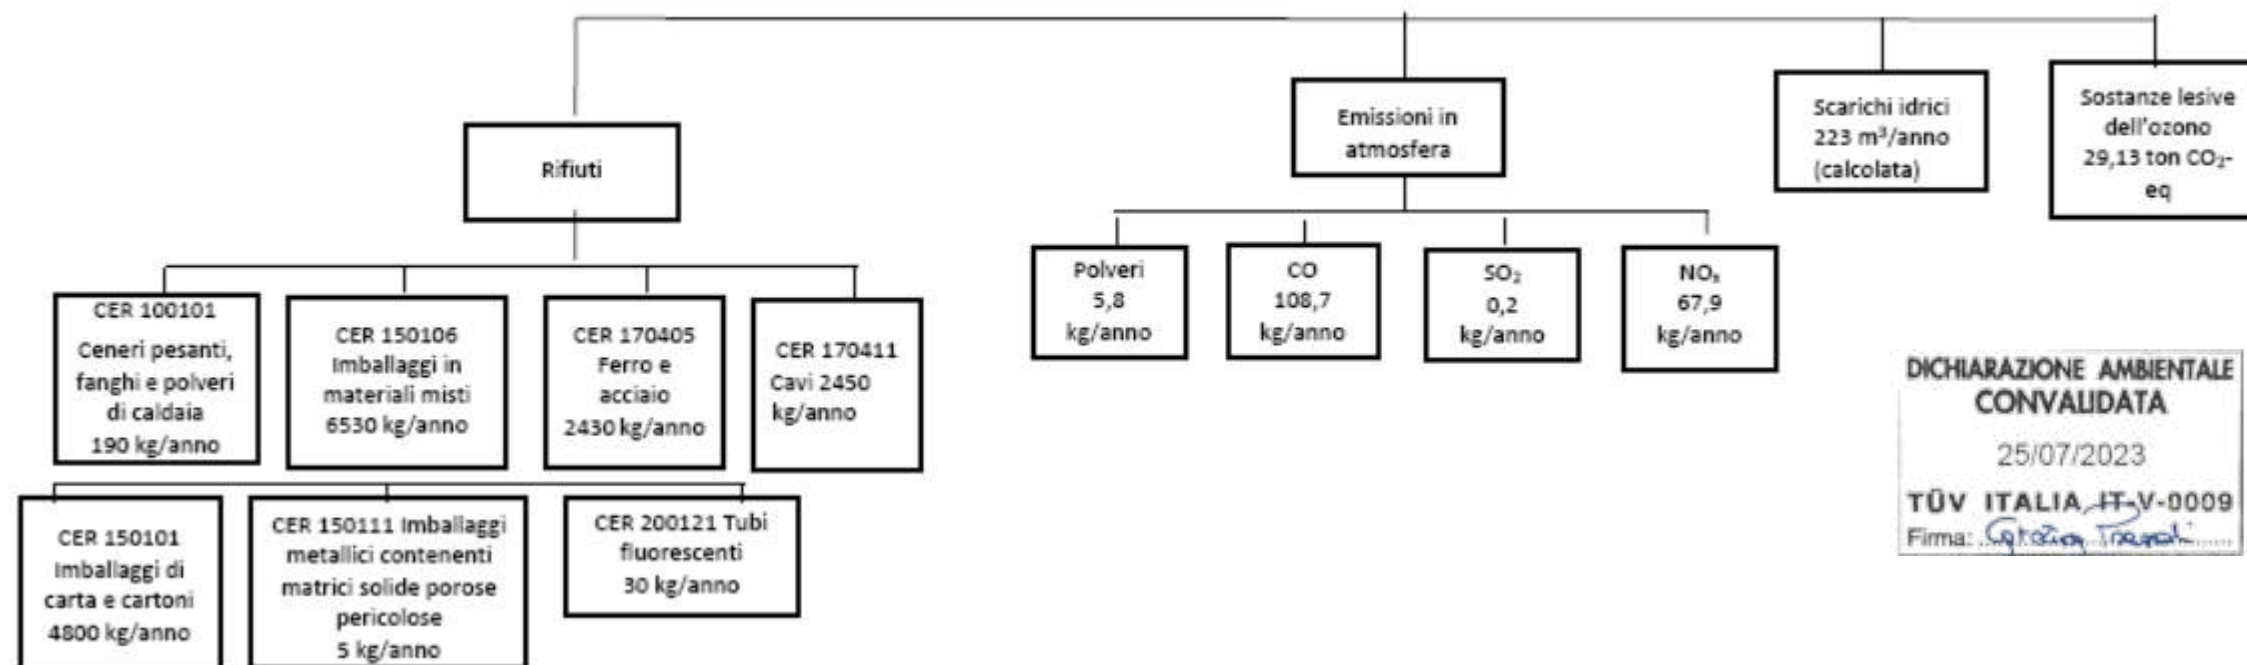 Rifiuti
Emissioni in
atmosfera
Scarichi idrici
223 m³/anno
(calcolata)
Sostanze lesive
dell'ozono
29,13 ton CO₂-
eq
Polveri
5,8
kg/anno
CO
108,7
kg/anno
SO₂
0,2
kg/anno
NOₓ
67,9
kg/anno
CER 100101
Ceneri pesanti,
fanghi e polveri
di caldaia
190 kg/anno
CER 150106
Imballaggi in
materiali misti
6530 kg/anno
CER 170405
Ferro e
acciaio
2430 kg/anno
CER 170411
Cavi 2450
kg/anno
CER 150101
Imballaggi di
carta e cartoni
4800 kg/anno
CER 150111 Imballaggi
metallici contenenti
matrici solide porose
pericolose
5 kg/anno
CER 200121 Tubi
fluorescenti
30 kg/anno
DICHIARAZIONE AMBIENTALE
CONVALIDATA
25/07/2023
TÜV ITALIA IT-V-0009
Firma: